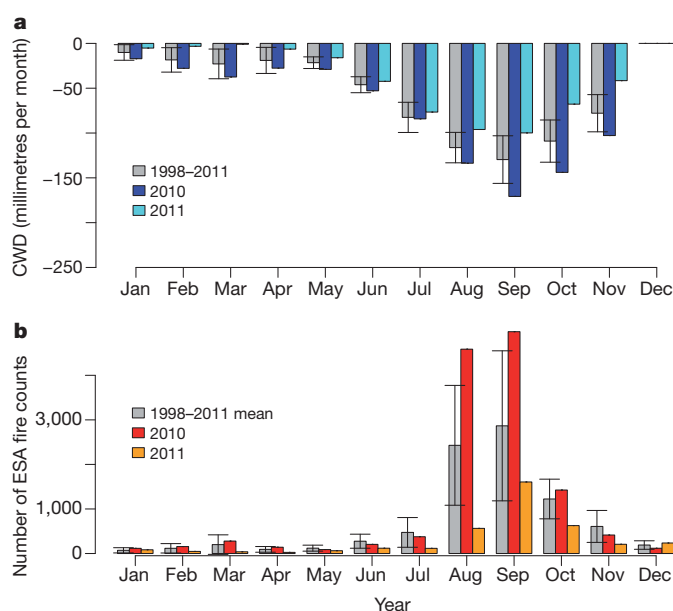 a
CWD (millimetres per month)
0
−50
−150
−250
1998–2011
2010
2011
Jan Feb Mar Apr May Jun Jul Aug Sep Oct Nov Dec
b
Number of ESA fire counts
3,000
1,000
0
1998–2011 mean
2010
2011
Jan Feb Mar Apr May Jun Jul Aug Sep Oct Nov Dec
Year